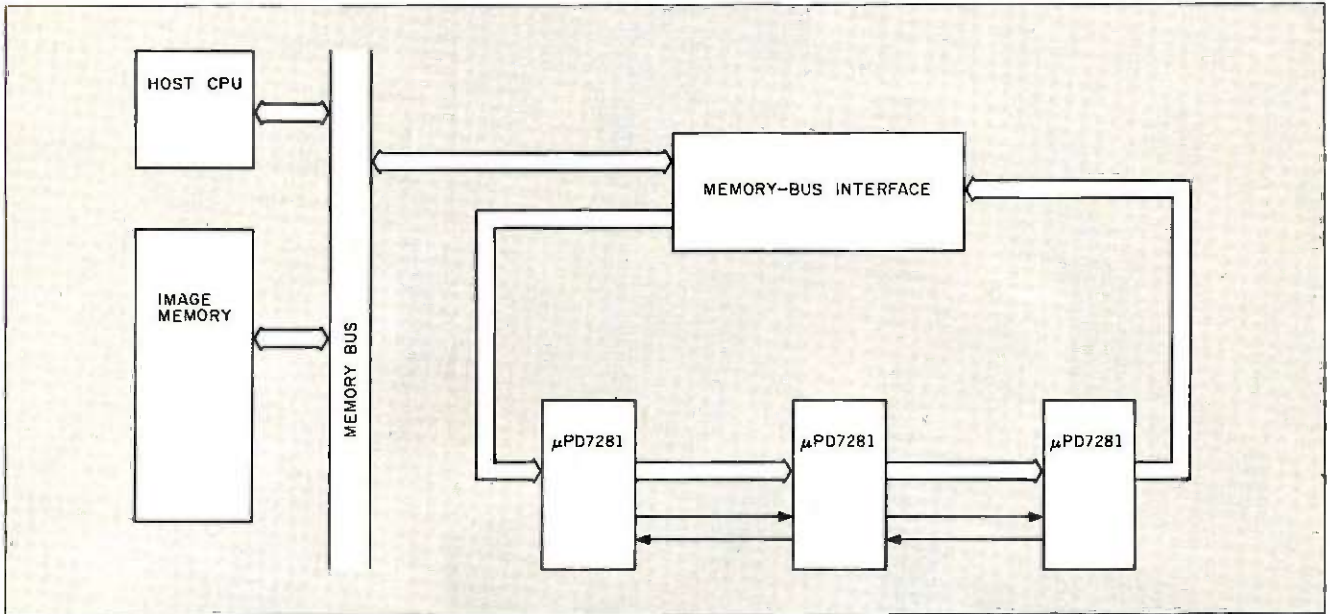 HOST CPU
IMAGE
MEMORY
MEMORY BUS
MEMORY-BUS INTERFACE
μPD7281
μPD7281
μPD7281